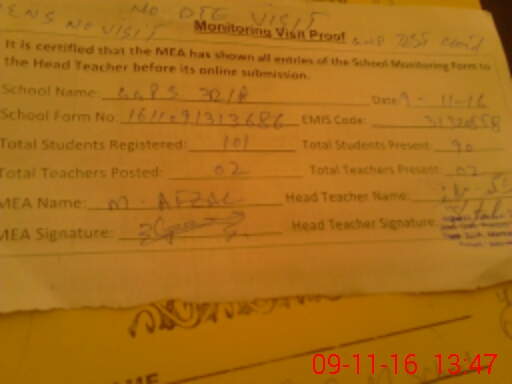 NO DTE VISIT
ENS NO VISIT
Monitoring Visit Proof
It is certified that the MEA has shown all entries of the School Monitoring Form to
the Head Teacher before its online submission.
School Name: GGPS 32/A Date: 9-11-16
School Form No: 1611091313686 EMIS Code:
Total Students Registered: 101 Total Students Present: 90
Total Teachers Posted: 02 Total Teachers Present: 02
MEA Name: M. AFZAL Head Teacher Name:
MEA Signature: Head Teacher Signature:
09-11-16 13:47